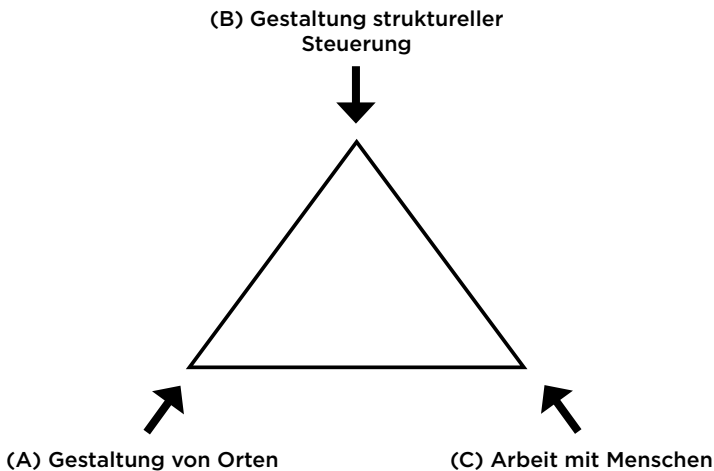 (B) Gestaltung struktureller
Steuerung
(A) Gestaltung von Orten
(C) Arbeit mit Menschen